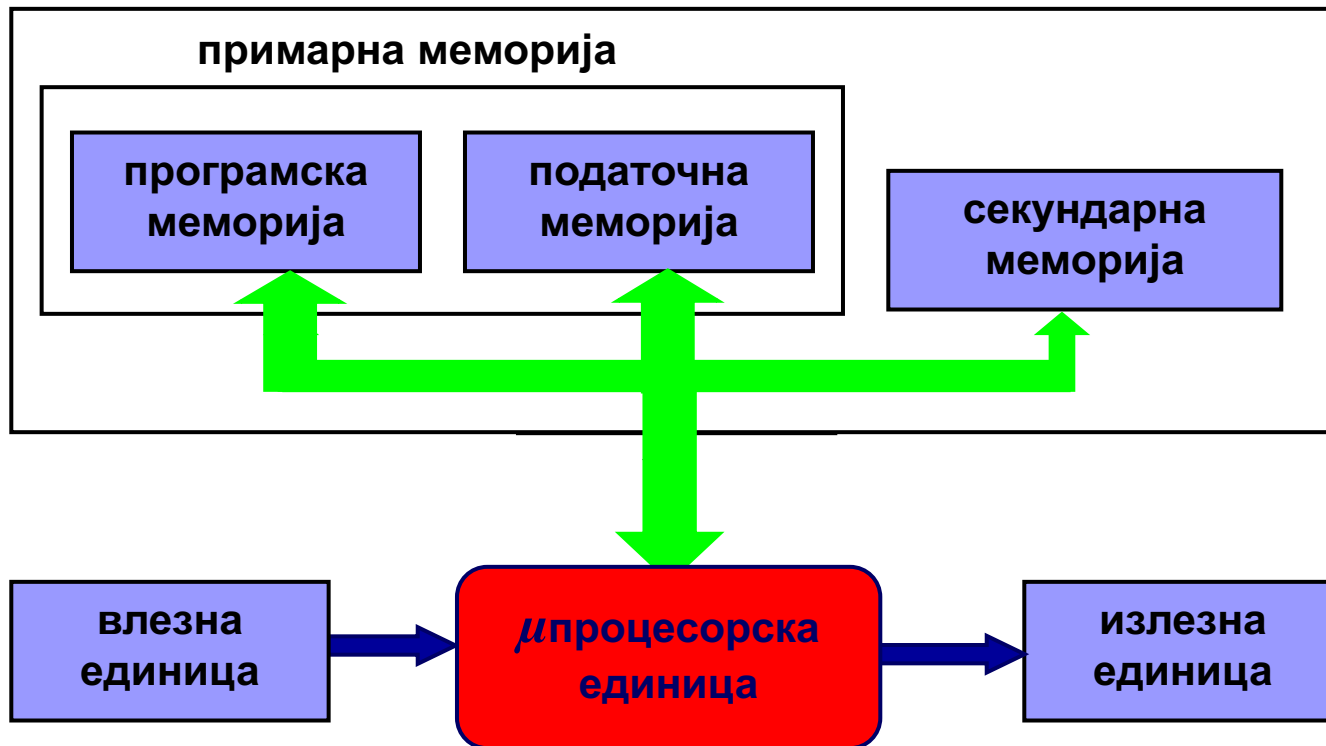 примарна меморија
програмска
меморија
податочна
меморија
секундарна
меморија
влезна
единица
µпроцесорска
единица
излезна
единица